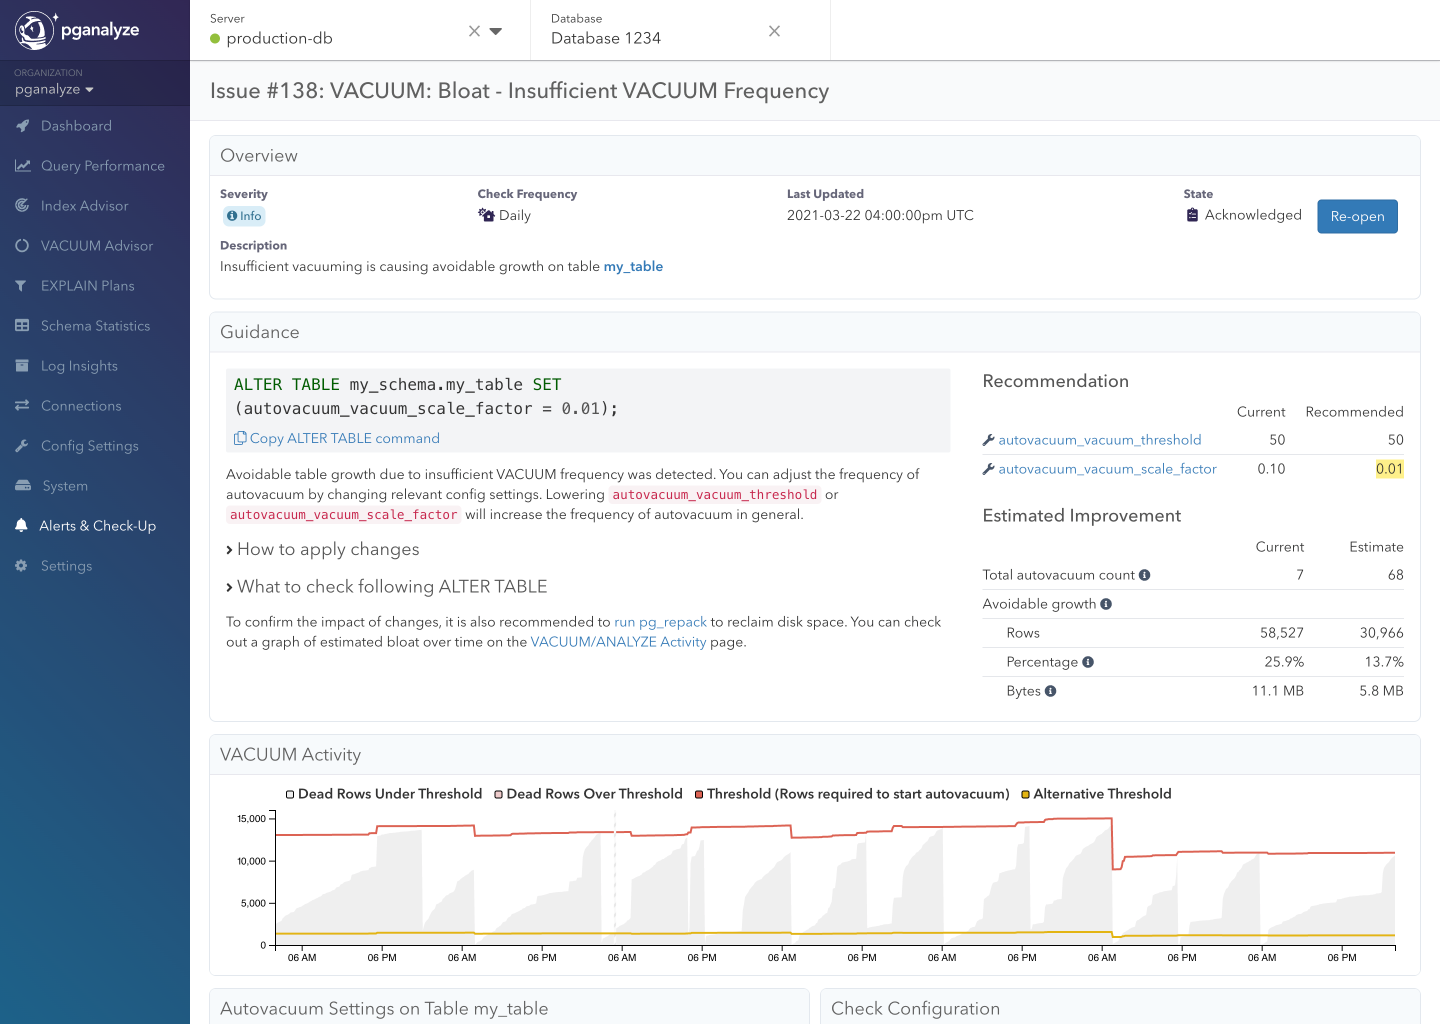 pganalyze
Server
production-db
Database
Database 1234
ORGANIZATION
pganalyze
Dashboard
Query Performance
Index Advisor
VACUUM Advisor
EXPLAIN Plans
Schema Statistics
Log Insights
Connections
Config Settings
System
Alerts & Check-Up
Settings
Issue #138: VACUUM: Bloat - Insufficient VACUUM Frequency
Overview
Severity
Info
Check Frequency
Daily
Last Updated
2021-03-22 04:00:00pm UTC
State
Acknowledged
Re-open
Description
Insufficient vacuuming is causing avoidable growth on table my_table
Guidance
ALTER TABLE my_schema.my_table SET
(autovacuum_vacuum_scale_factor = 0.01);
Copy ALTER TABLE command
Avoidable table growth due to insufficient VACUUM frequency was detected. You can adjust the frequency of
autovacuum by changing relevant config settings. Lowering autovacuum_vacuum_threshold or
autovacuum_vacuum_scale_factor will increase the frequency of autovacuum in general.
How to apply changes
What to check following ALTER TABLE
To confirm the impact of changes, it is also recommended to run pg_repack to reclaim disk space. You can check
out a graph of estimated bloat over time on the VACUUM/ANALYZE Activity page.
Recommendation
Current Recommended
autovacuum_vacuum_threshold 50 50
autovacuum_vacuum_scale_factor 0.10 0.01
Estimated Improvement
Current Estimate
Total autovacuum count 7 68
Avoidable growth
Rows 58,527 30,966
Percentage 25.9% 13.7%
Bytes 11.1 MB 5.8 MB
VACUUM Activity
Dead Rows Under Threshold Dead Rows Over Threshold Threshold (Rows required to start autovacuum) Alternative Threshold
15,000
10,000
5,000
0
06 AM 06 PM 06 AM 06 PM 06 AM 06 PM 06 AM 06 PM 06 AM 06 PM 06 AM 06 PM 06 AM 06 PM
Autovacuum Settings on Table my_table
Check Configuration